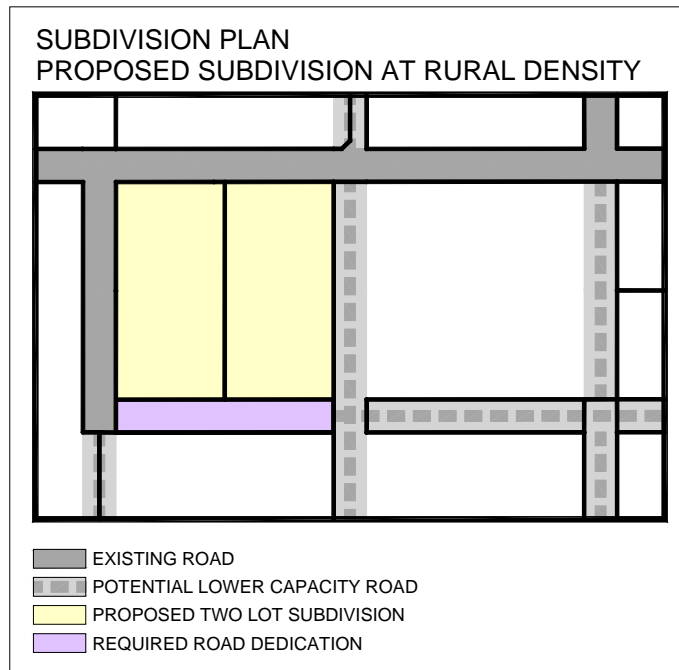 SUBDIVISION PLAN
PROPOSED SUBDIVISION AT RURAL DENSITY
EXISTING ROAD
POTENTIAL LOWER CAPACITY ROAD
PROPOSED TWO LOT SUBDIVISION
REQUIRED ROAD DEDICATION